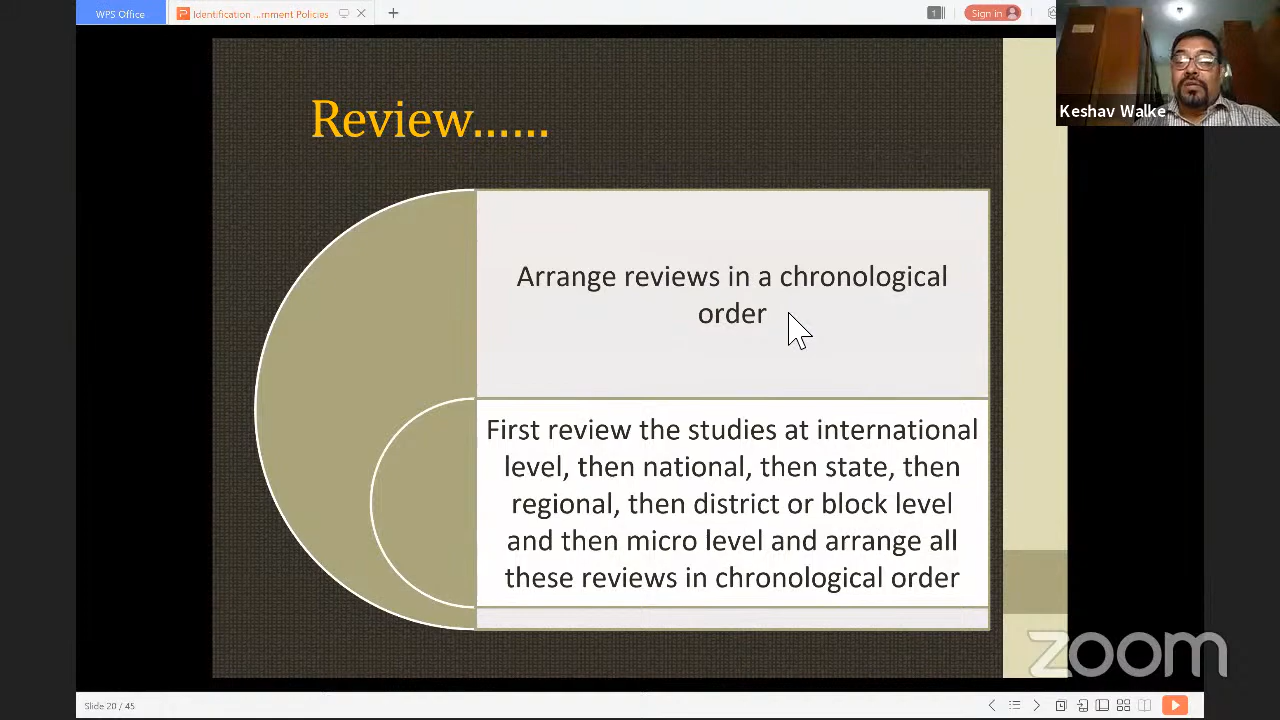 WPS Office
Identification ...rnment Policies
1
Sign in
Keshav Walke
Review......
Arrange reviews in a chronological
order
First review the studies at international
level, then national, then state, then
regional, then district or block level
and then micro level and arrange all
these reviews in chronological order
zoom
Slide 20 / 45